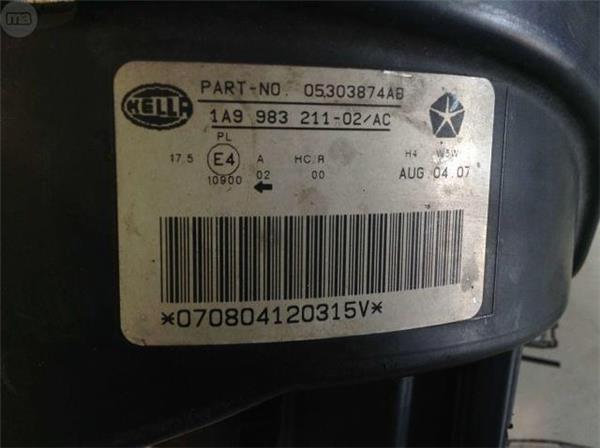 m3
HELLA
PART-NO. 05303874AB
1A9 983 211-02/AC
PL
17.5 E4 A HC/R H4 W5W
10900 02 00 AUG.04.07
*070804120315V*